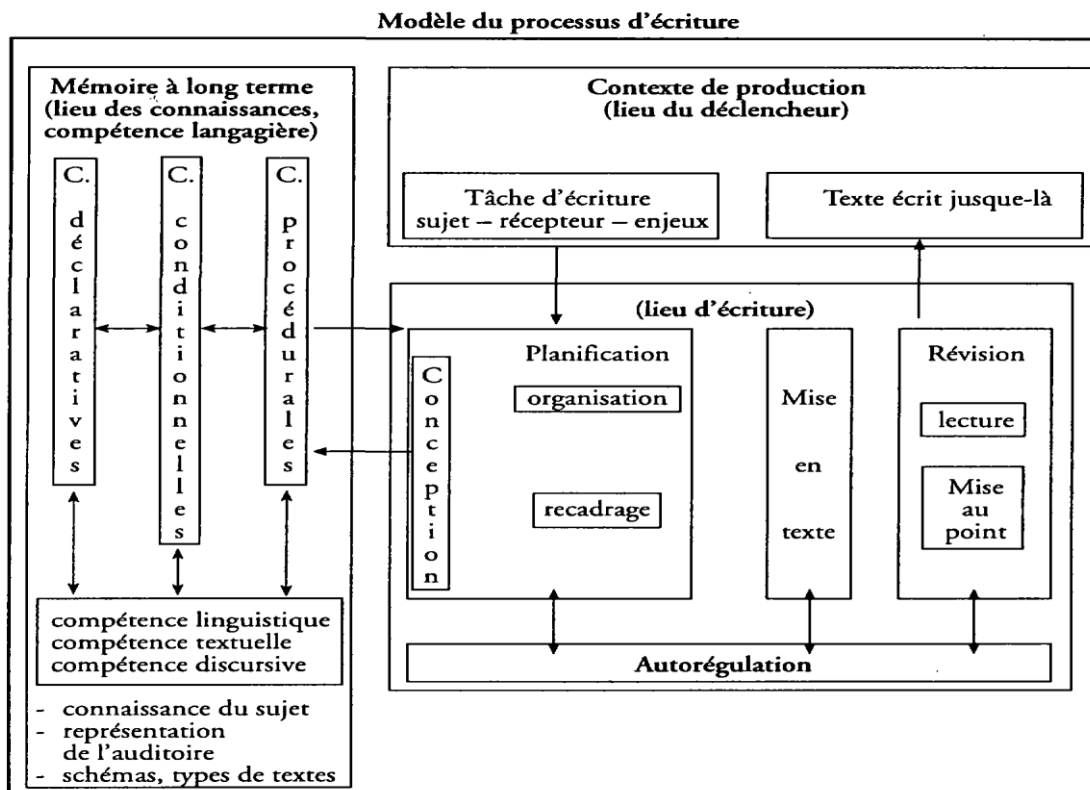 Modèle du processus d'écriture
Mémoire à long terme
(lieu des connaissances,
compétence langagière)
C. déclaratives
C. conditionnelles
C. procédurales
compétence linguistique
compétence textuelle
compétence discursive
- connaissance du sujet
- représentation
de l'auditoire
- schémas, types de textes
Contexte de production
(lieu du déclencheur)
Tâche d'écriture
sujet – récepteur – enjeux
Texte écrit jusque-là
(lieu d'écriture)
Conception
Planification
organisation
recadrage
Mise
en
texte
Révision
lecture
Mise
au
point
Autorégulation